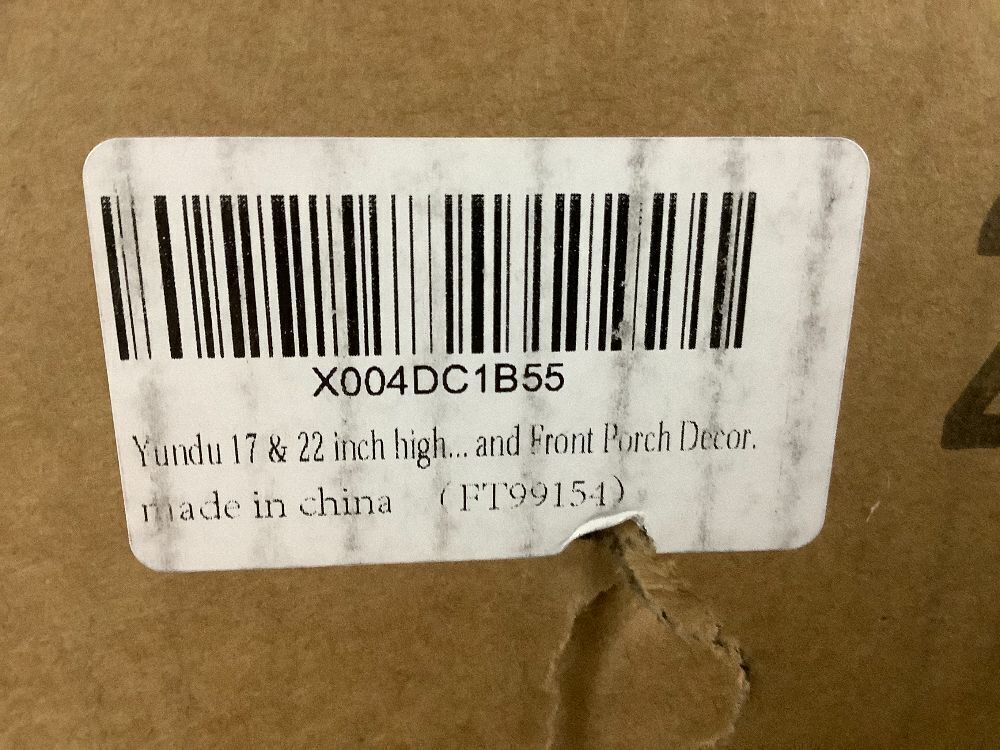 X004DC1B55
Yundu 17 & 22 inch high... and Front Porch Decor.
made in china (FT99154)